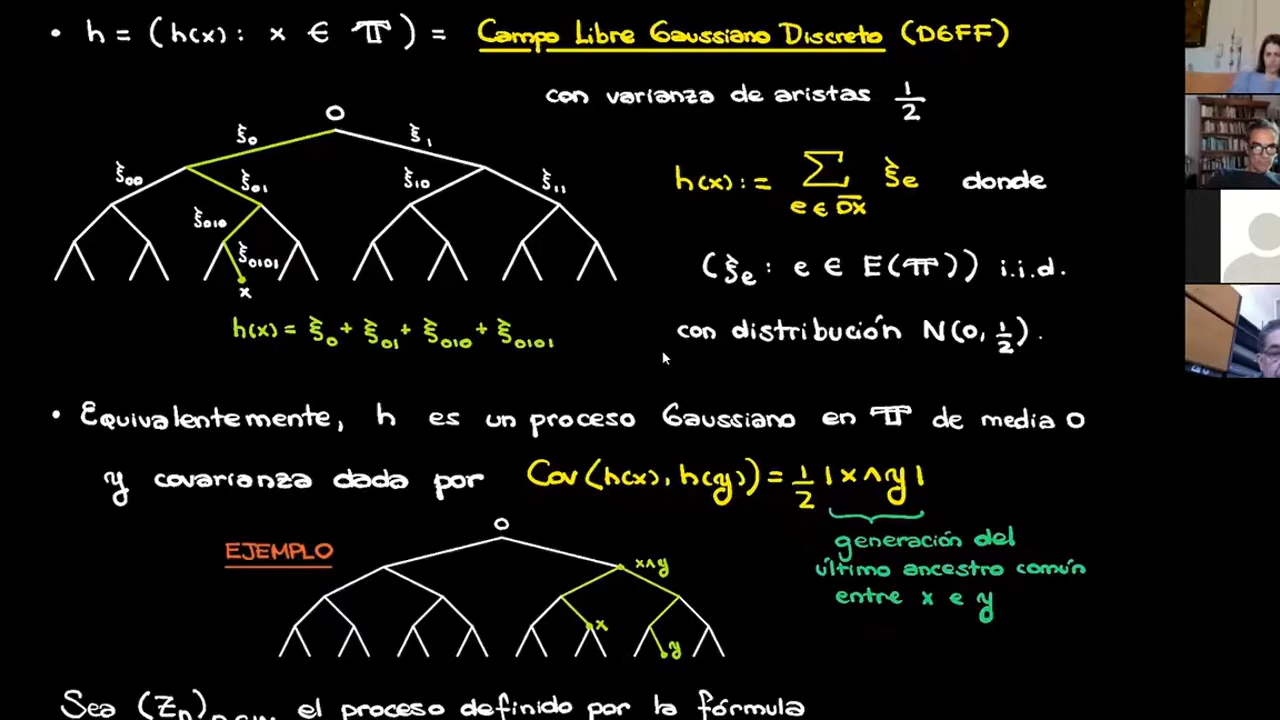 • h = (h(x): x ∈ 𝕋) = Campo Libre Gaussiano Discreto (DGFF)
con varianza de aristas 1/2
O
ξ₀ ξ₁
ξ₀₀ ξ₀₁ ξ₁₀ ξ₁₁
ξ₀₁₀
ξ₀₁₀₁
x
h(x) := Σ_{e ∈ \overline{0x}} ξe donde
(ξe : e ∈ E(𝕋)) i.i.d.
con distribución N(0, 1/2).
h(x) = ξ₀ + ξ₀₁ + ξ₀₁₀ + ξ₀₁₀₁
• Equivalentemente, h es un proceso Gaussiano en 𝕋 de media 0
y covarianza dada por Cov(h(x), h(y)) = 1/2 |x∧y|
generación del
último ancestro común
entre x e y
EJEMPLO
O
x∧y
x
y
Sea (Zn) el proceso definido por la fórmula